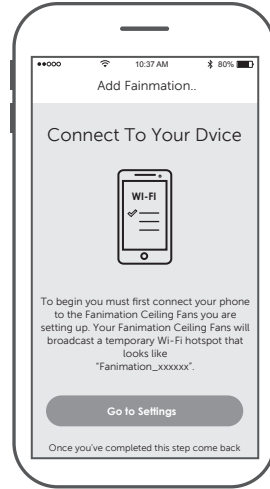 10:37 AM
80%
Add Fainmation..
Connect To Your Dvice
WI-FI
To begin you must first connect your phone
to the Fanimation Ceiling Fans you are
setting up. Your Fanimation Ceiling Fans will
broadcast a temporary Wi-Fi hotspot that
looks like
"Fanimation_xxxxxx".
Go to Settings
Once you've completed this step come back